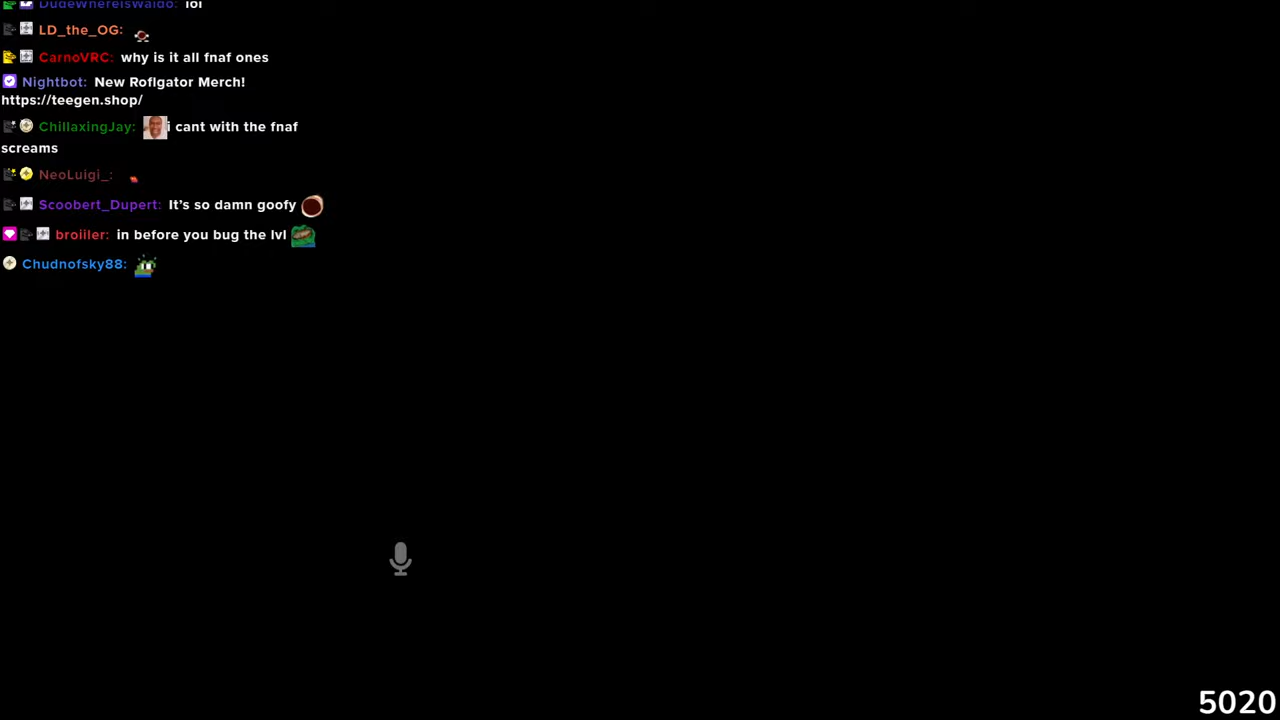 DudeWhereIsWaldo: lol
LD_the_OG:
CarnoVRC: why is it all fnaf ones
Nightbot: New Roflgator Merch!
https://teegen.shop/
ChillaxingJay: i cant with the fnaf
screams
NeoLuigi_:
Scoobert_Dupert: It's so damn goofy
broiiler: in before you bug the lvl
Chudnofsky88:
5020